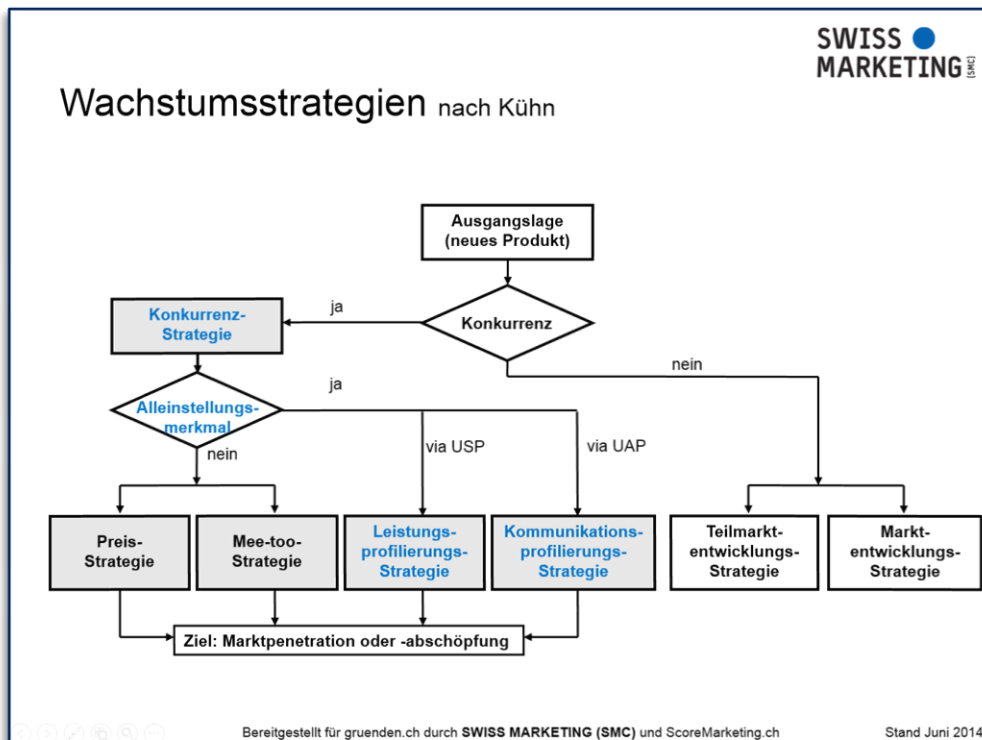 SWISS
MARKETING (SMC)
Wachstumsstrategien nach Kühn
Ausgangslage
(neues Produkt)
Konkurrenz-
Strategie
ja
Konkurrenz
nein
Alleinstellungs-
merkmal
ja
nein
via USP
via UAP
Preis-
Strategie
Mee-too-
Strategie
Leistungs-
profilierungs-
Strategie
Kommunikations-
profilierungs-
Strategie
Teilmarkt-
entwicklungs-
Strategie
Markt-
entwicklungs-
Strategie
Ziel: Marktpenetration oder -abschöpfung
Bereitgestellt für gruenden.ch durch SWISS MARKETING (SMC) und ScoreMarketing.ch
Stand Juni 2014